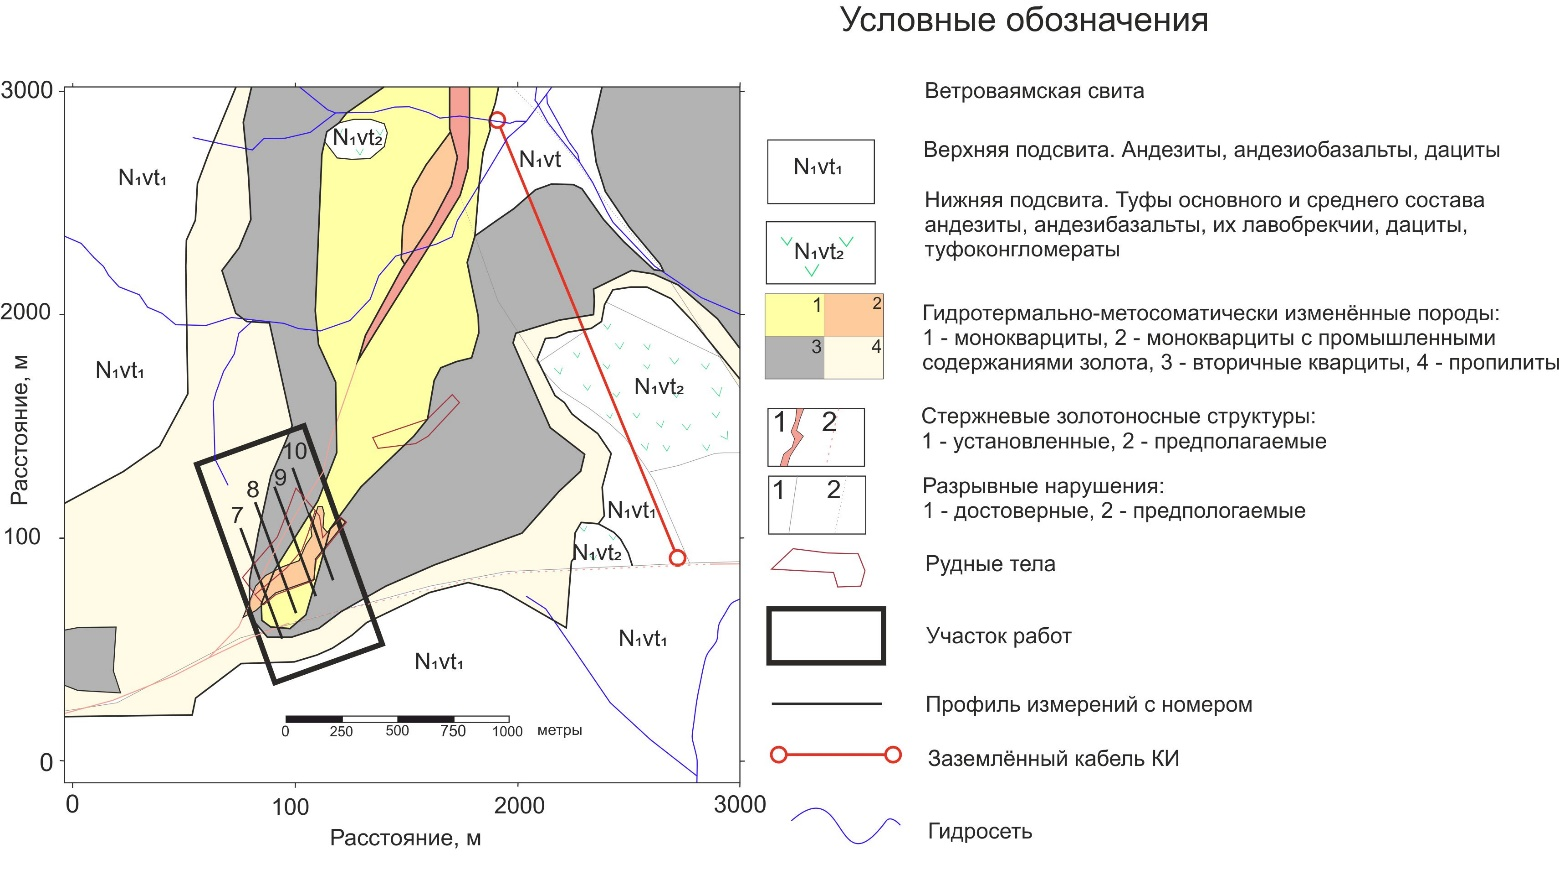 Условные обозначения
3000
2000
100
0
Расстояние, м
0
100
2000
3000
Расстояние, м
N₁vt₁
N₁vt₂
N₁vt
N₁vt₁
N₁vt₂
N₁vt₁
N₁vt₂
N₁vt₁
N₁vt₁
10
9
8
7
0 250 500 750 1000 метры
Ветроваямская свита
N₁vt₁
Верхняя подсвита. Андезиты, андезиобазальты, дациты
N₁vt₂
Нижняя подсвита. Туфы основного и среднего состава
андезиты, андезибазальты, их лавобрекчии, дациты,
туфоконгломераты
1 2
3 4
Гидротермально-метосоматически изменённые породы:
1 - монокварциты, 2 - монокварциты с промышленными
содержаниями золота, 3 - вторичные кварциты, 4 - пропилиты
1 2
Стержневые золотоносные структуры:
1 - установленные, 2 - предполагаемые
1 2
Разрывные нарушения:
1 - достоверные, 2 - предпологаемые
Рудные тела
Участок работ
Профиль измерений с номером
Заземлённый кабель КИ
Гидросеть